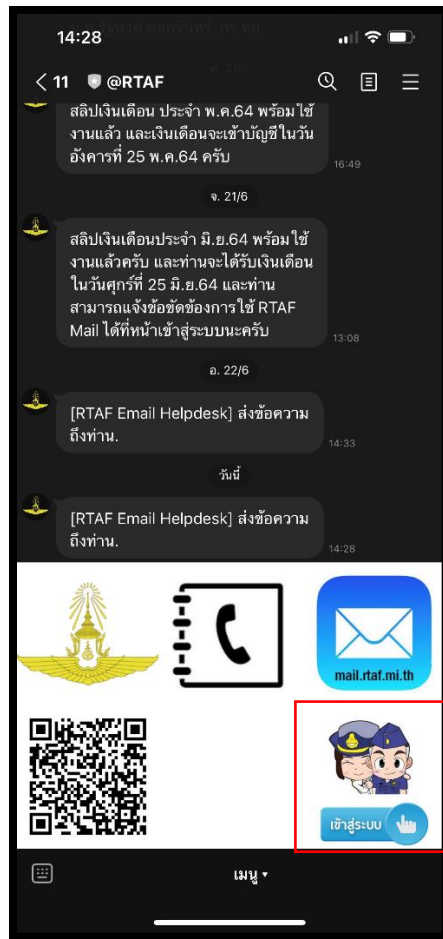 14:28
11 @RTAF
สลิปเงินเดือน ประจำ พ.ค.64 พร้อมใช้
งานแล้ว และเงินเดือนจะเข้าบัญชีในวัน
อังคารที่ 25 พ.ค.64 ครับ
16:49
จ. 21/6
สลิปเงินเดือนประจำ มิ.ย.64 พร้อมใช้
งานแล้วครับ และท่านจะได้รับเงินเดือน
ในวันศุกร์ที่ 25 มิ.ย.64 และท่าน
สามารถแจ้งข้อขัดข้องการใช้ RTAF
Mail ได้ที่หน้าเข้าสู่ระบบนะครับ
13:08
อ. 22/6
[RTAF Email Helpdesk] ส่งข้อความ
ถึงท่าน.
14:33
วันนี้
[RTAF Email Helpdesk] ส่งข้อความ
ถึงท่าน.
14:28
mail.rtaf.mi.th
เข้าสู่ระบบ
เมนู